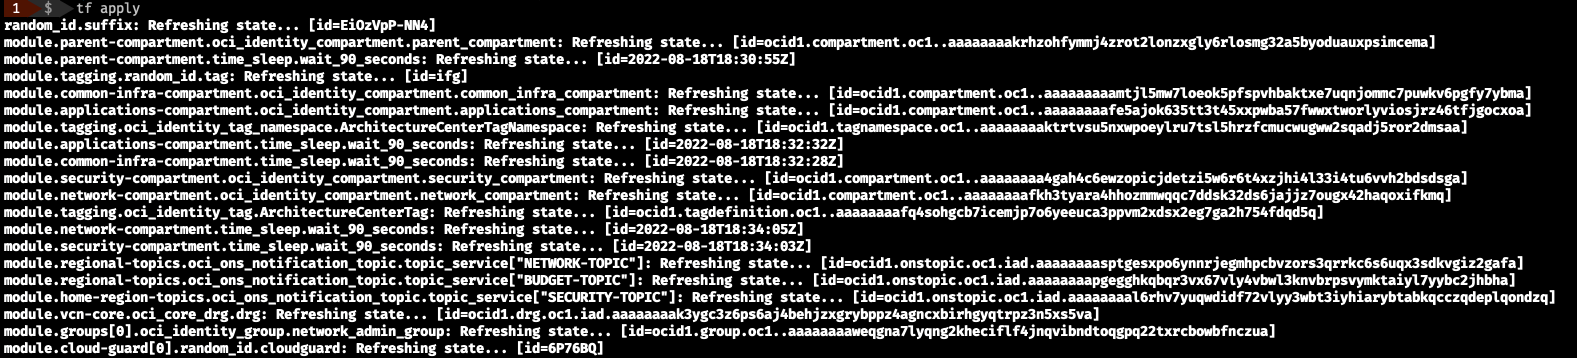 1 $ tf apply
random_id.suffix: Refreshing state... [id=EiOzVpP-NN4]
module.parent-compartment.oci_identity_compartment.parent_compartment: Refreshing state... [id=ocid1.compartment.oc1..aaaaaaaakrhzohfymmj4zrot2lonzxgly6rlosmg32a5byoduauxpsimcema]
module.parent-compartment.time_sleep.wait_90_seconds: Refreshing state... [id=2022-08-18T18:30:55Z]
module.tagging.random_id.tag: Refreshing state... [id=ifg]
module.common-infra-compartment.oci_identity_compartment.common_infra_compartment: Refreshing state... [id=ocid1.compartment.oc1..aaaaaaaaamtjl5mw7loeok5pfspvhbaktxe7uqnjommc7puwkv6pgfy7ybma]
module.applications-compartment.oci_identity_compartment.applications_compartment: Refreshing state... [id=ocid1.compartment.oc1..aaaaaaaafe5ajok635tt3t45xxpwba57fwwxtworlyviosjrz46tfjgocxoa]
module.tagging.oci_identity_tag_namespace.ArchitectureCenterTagNamespace: Refreshing state... [id=ocid1.tagnamespace.oc1..aaaaaaaaktrtvsu5nxwpoeylru7tsl5hrzfcmucwugww2sqadj5ror2dmsaa]
module.applications-compartment.time_sleep.wait_90_seconds: Refreshing state... [id=2022-08-18T18:32:32Z]
module.common-infra-compartment.time_sleep.wait_90_seconds: Refreshing state... [id=2022-08-18T18:32:28Z]
module.security-compartment.oci_identity_compartment.security_compartment: Refreshing state... [id=ocid1.compartment.oc1..aaaaaaaa4gah4c6ewzopicjdetzi5w6r6t4xzjhi4l33i4tu6vvh2bdsdsga]
module.network-compartment.oci_identity_compartment.network_compartment: Refreshing state... [id=ocid1.compartment.oc1..aaaaaaaafkh3tyara4hhozmmwqqc7ddsk32ds6jajjz7ougx42haqoxifkmq]
module.tagging.oci_identity_tag.ArchitectureCenterTag: Refreshing state... [id=ocid1.tagdefinition.oc1..aaaaaaaafq4sohgcb7icemjp7o6yeeuca3ppvm2xdsx2eg7ga2h754fdqd5q]
module.network-compartment.time_sleep.wait_90_seconds: Refreshing state... [id=2022-08-18T18:34:05Z]
module.security-compartment.time_sleep.wait_90_seconds: Refreshing state... [id=2022-08-18T18:34:03Z]
module.regional-topics.oci_ons_notification_topic.topic_service["NETWORK-TOPIC"]: Refreshing state... [id=ocid1.onstopic.oc1.iad.aaaaaaaasptgesxpo6ynnrjegmhpcbvzors3qrrkc6s6uqx3sdkvgiz2gafa]
module.regional-topics.oci_ons_notification_topic.topic_service["BUDGET-TOPIC"]: Refreshing state... [id=ocid1.onstopic.oc1.iad.aaaaaaaapgegghkqbqr3vx67vly4vbwl3knvbrpsvymktaiyl7yybc2jhbha]
module.home-region-topics.oci_ons_notification_topic.topic_service["SECURITY-TOPIC"]: Refreshing state... [id=ocid1.onstopic.oc1.iad.aaaaaaaal6rhv7yuqwdidf72vlyy3wbt3iyhiarybtabkqcczqdeplqondzq]
module.vcn-core.oci_core_drg.drg: Refreshing state... [id=ocid1.drg.oc1.iad.aaaaaaaak3ygc3z6ps6aj4behjzxgrybppz4agncxbirhgyqtrpz3n5xs5va]
module.groups[0].oci_identity_group.network_admin_group: Refreshing state... [id=ocid1.group.oc1..aaaaaaaaweqgna7lyqng2kheciflf4jnqvibndtoqgpq22txrcbowbfnczua]
module.cloud-guard[0].random_id.cloudguard: Refreshing state... [id=6P76BQ]